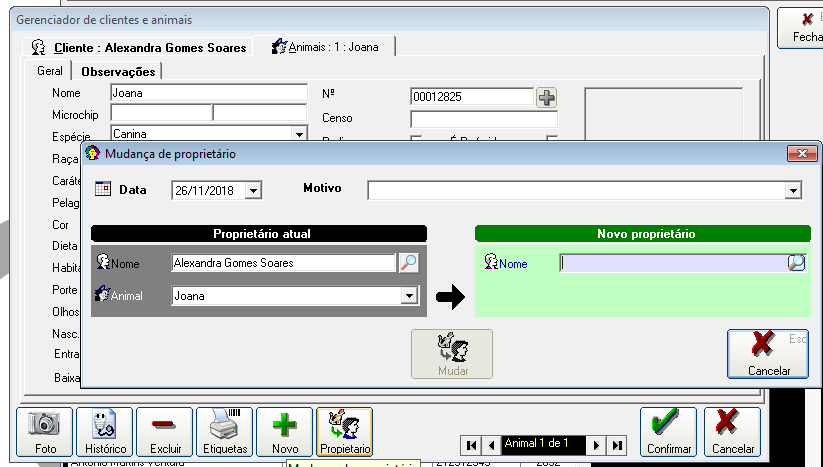 Gerenciador de clientes e animais
Fecha
Cliente : Alexandra Gomes Soares
Animais : 1 : Joana
Geral
Observações
Nome
Joana
Nº
00012825
Microchip
Censo
Espécie
Canina
Raça
Mudança de proprietário
Caráte
Data
26/11/2018
Motivo
Pelag
Cor
Proprietário atual
Novo proprietário
Dieta
Habita
Nome
Alexandra Gomes Soares
Nome
Porte
Animal
Joana
Olhos
Nasc.
Entra
Esc
Mudar
Cancelar
Baixa
Foto
Histórico
Excluir
Etiquetas
Novo
Propietario
Animal 1 de 1
Confirmar
Cancelar